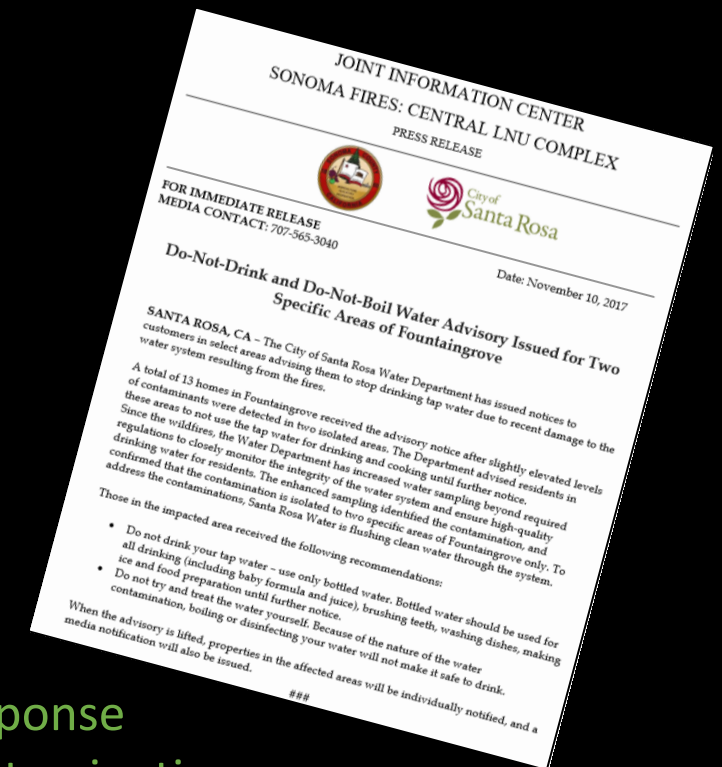 JOINT INFORMATION CENTER
SONOMA FIRES: CENTRAL LNU COMPLEX
PRESS RELEASE
City of
Santa Rosa
FOR IMMEDIATE RELEASE
MEDIA CONTACT: 707-565-3040
Date: November 10, 2017
Do-Not-Drink and Do-Not-Boil Water Advisory Issued for Two
Specific Areas of Fountaingrove
SANTA ROSA, CA – The City of Santa Rosa Water Department has issued notices to
customers in select areas advising them to stop drinking tap water due to recent damage to the
water system resulting from the fires.
A total of 13 homes in Fountaingrove received the advisory notice after slightly elevated levels
of contaminants were detected in two isolated areas. The Department advised residents in
these areas to not use the tap water for drinking and cooking until further notice.
Since the wildfires, the Water Department has increased water sampling beyond required
regulations to closely monitor the integrity of the water system and ensure high-quality
drinking water for residents. The enhanced sampling identified the contamination, and
confirmed that the contamination is isolated to two specific areas of Fountaingrove only. To
address the contaminations, Santa Rosa Water is flushing clean water through the system.
Those in the impacted area received the following recommendations:
• Do not drink your tap water – use only bottled water. Bottled water should be used for
all drinking (including baby formula and juice), brushing teeth, washing dishes, making
ice and food preparation until further notice.
• Do not try and treat the water yourself. Because of the nature of the water
contamination, boiling or disinfecting your water will not make it safe to drink.
When the advisory is lifted, properties in the affected areas will be individually notified, and a
media notification will also be issued.
###
ponse